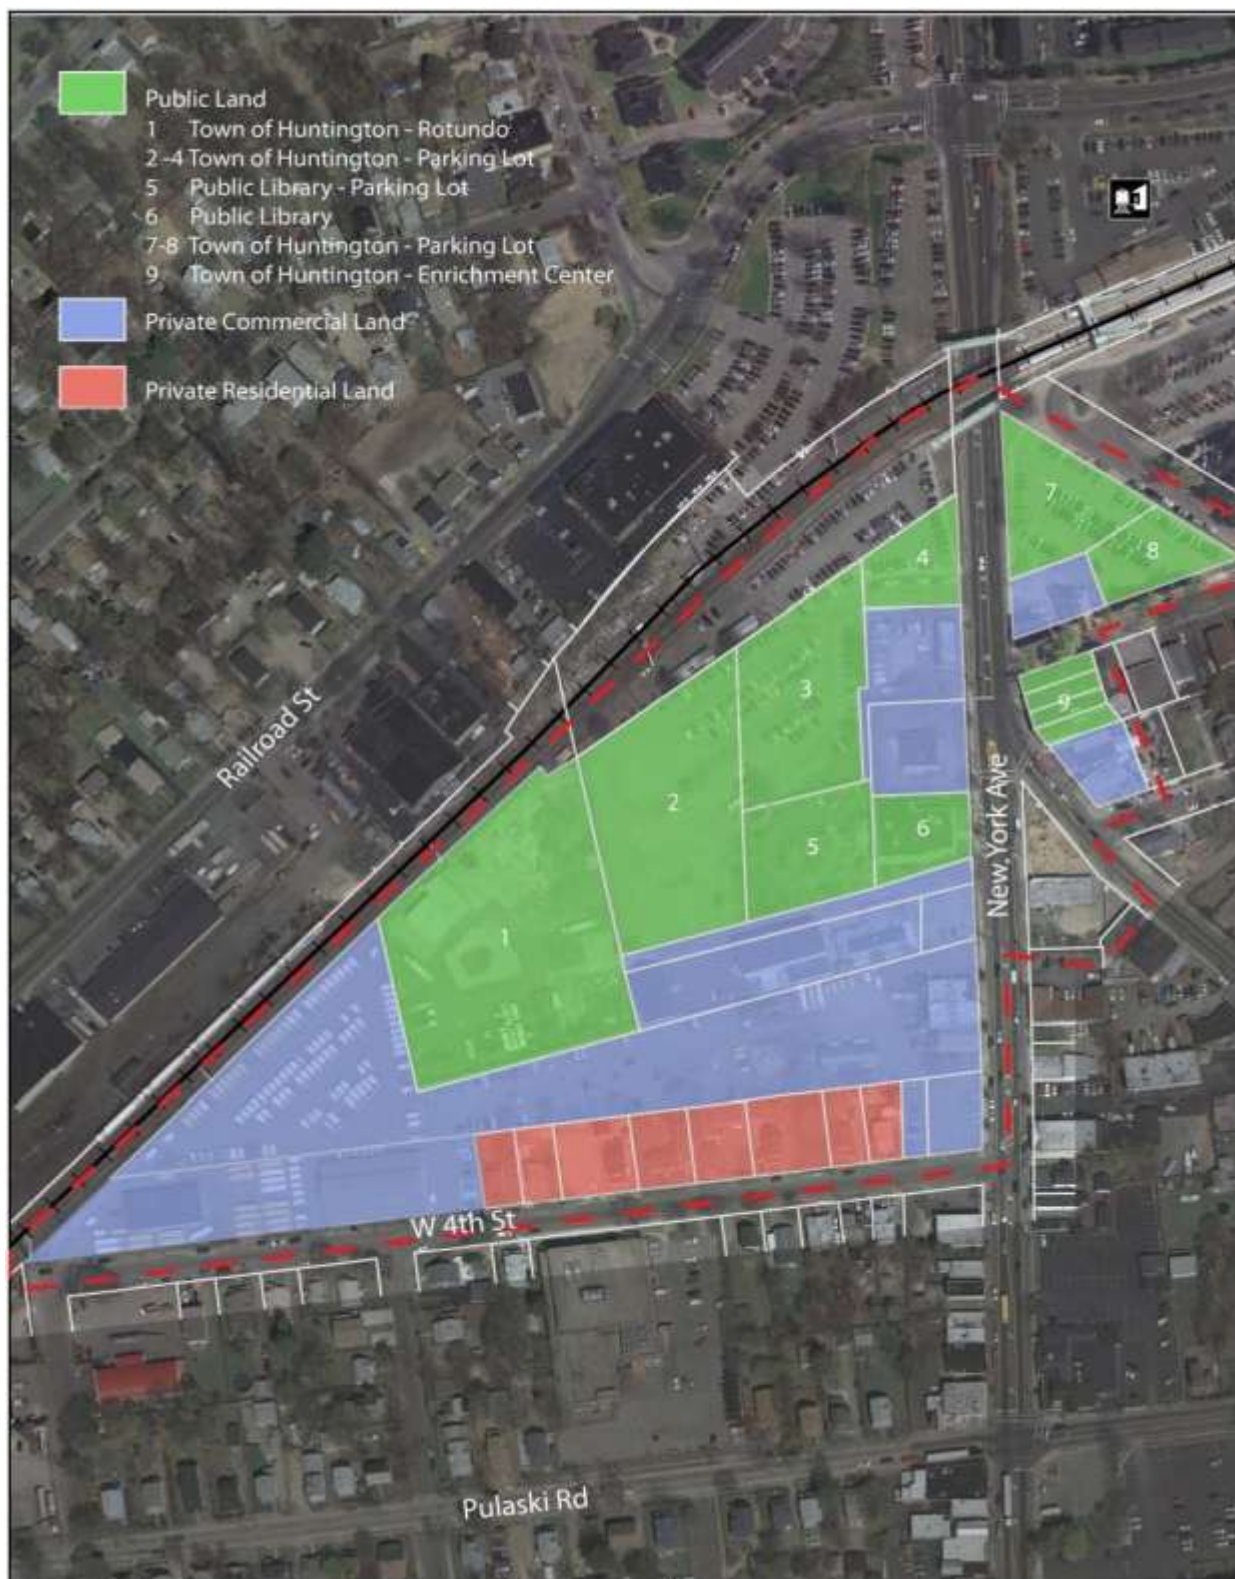 Public Land
1 Town of Huntington - Rotundo
2-4 Town of Huntington - Parking Lot
5 Public Library - Parking Lot
6 Public Library
7-8 Town of Huntington - Parking Lot
9 Town of Huntington - Enrichment Center
Private Commercial Land
Private Residential Land
7
8
4
3
9
Railroad St
2
New York Ave
6
5
1
W 4th St
Pulaski Rd